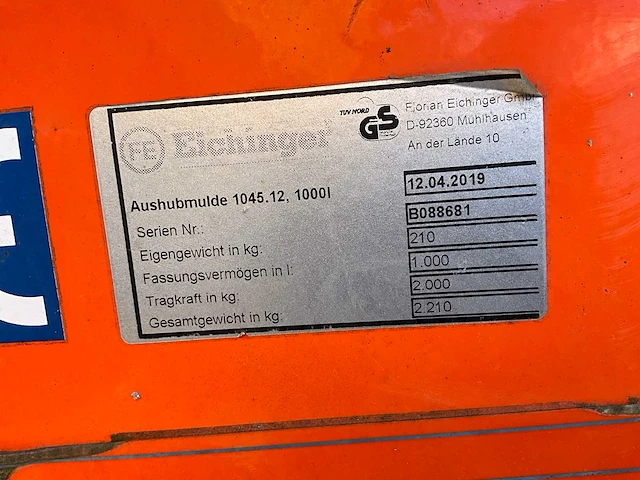 FE Eichinger
TÜV NORD
GS
Florian Eichinger GmbH
D-92360 Mühlhausen
An der Lände 10
Aushubmulde 1045.12, 1000l
12.04.2019
Serien Nr.: B088681
Eigengewicht in kg: 210
Fassungsvermögen in l: 1.000
Tragkraft in kg: 2.000
Gesamtgewicht in kg: 2.210